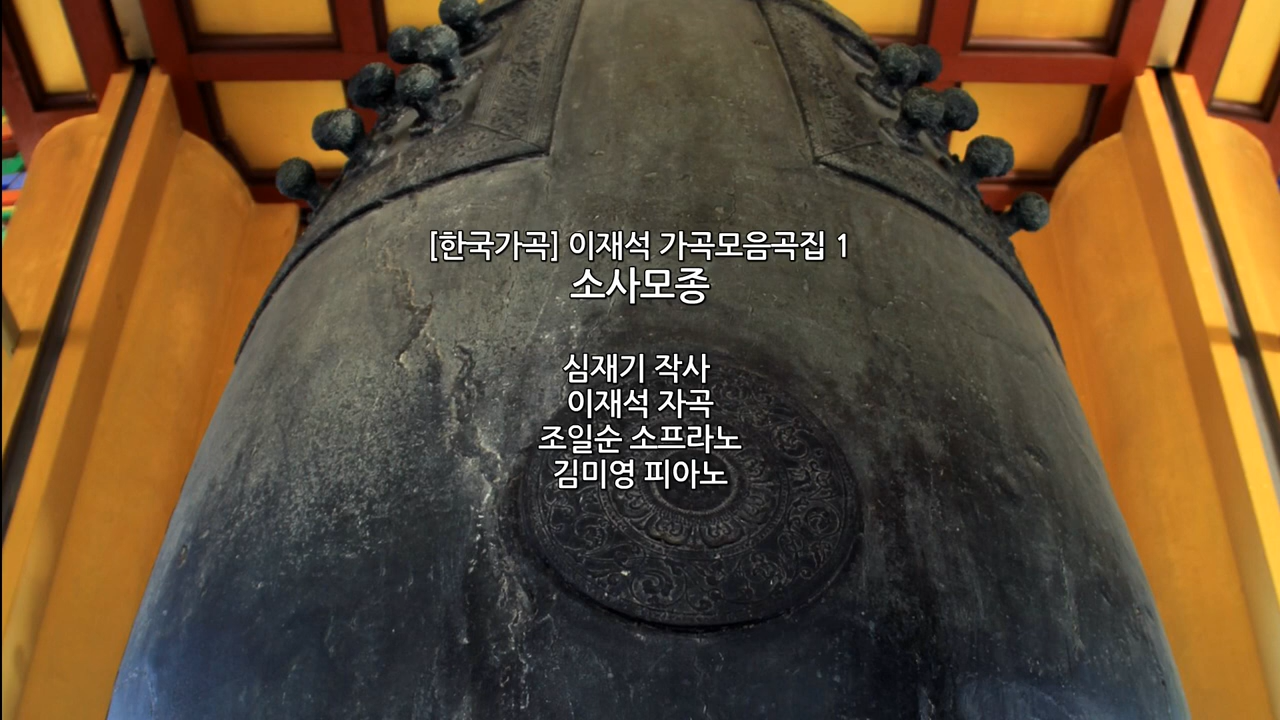 [한국가곡] 이재석 가곡모음곡집 1
소사모종
심재기 작사
이재석 자곡
조일순 소프라노
김미영 피아노